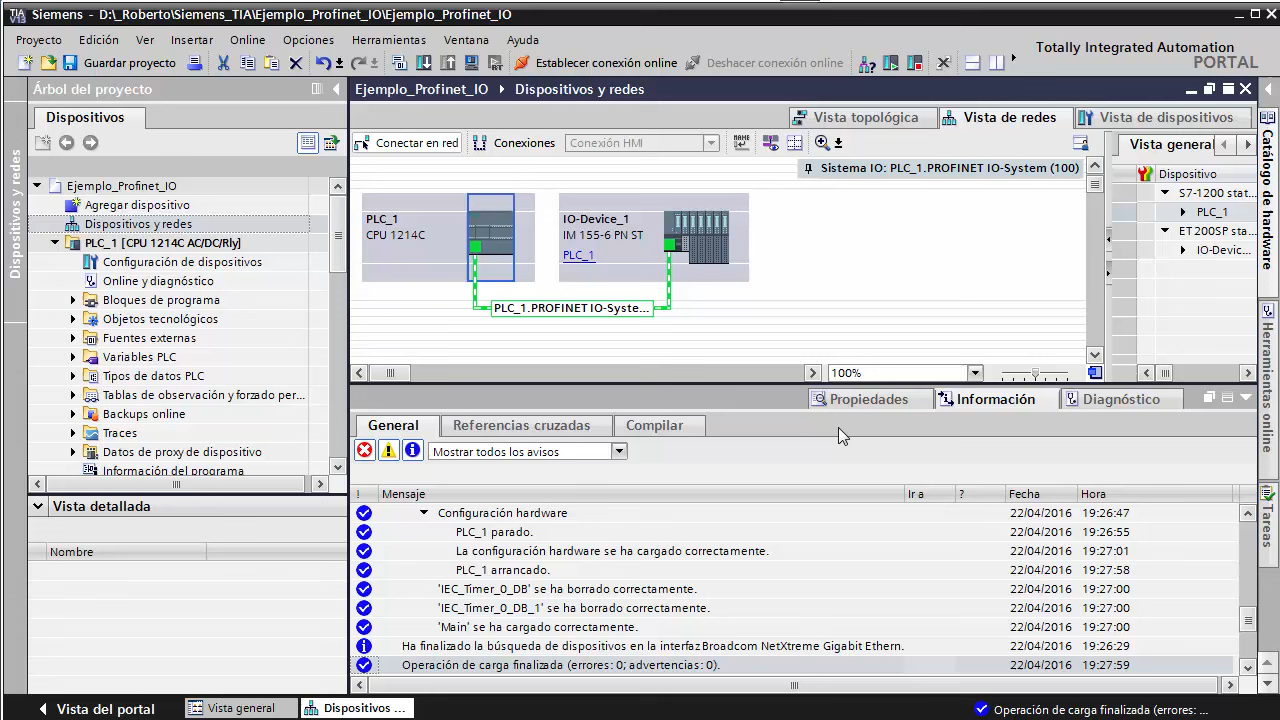 TIA V13 Siemens - D:\_Roberto\Siemens_TIA\Ejemplo_Profinet_IO\Ejemplo_Profinet_IO
Proyecto Edición Ver Insertar Online Opciones Herramientas Ventana Ayuda
Totally Integrated Automation
PORTAL
Guardar proyecto Establecer conexión online Deshacer conexión online
Árbol del proyecto
Dispositivos
Dispositivos y redes
Ejemplo_Profinet_IO
Agregar dispositivo
Dispositivos y redes
PLC_1 [CPU 1214C AC/DC/Rly]
Configuración de dispositivos
Online y diagnóstico
Bloques de programa
Objetos tecnológicos
Fuentes externas
Variables PLC
Tipos de datos PLC
Tablas de observación y forzado per...
Backups online
Traces
Datos de proxy de dispositivo
Información del programa
Vista detallada
Nombre
Ejemplo_Profinet_IO Dispositivos y redes
Vista topológica Vista de redes Vista de dispositivos
Conectar en red Conexiones Conexión HMI
Sistema IO: PLC_1.PROFINET IO-System (100)
PLC_1
CPU 1214C
IO-Device_1
IM 155-6 PN ST
PLC_1
PLC_1.PROFINET IO-Syste...
100%
Vista general
Dispositivo
S7-1200 stat...
PLC_1
ET200SP sta...
IO-Devic...
Propiedades Información Diagnóstico
General Referencias cruzadas Compilar
Mostrar todos los avisos
! Mensaje Ir a ? Fecha Hora
Configuración hardware 22/04/2016 19:26:47
PLC_1 parado. 22/04/2016 19:26:55
La configuración hardware se ha cargado correctamente. 22/04/2016 19:27:01
PLC_1 arrancado. 22/04/2016 19:27:58
'IEC_Timer_0_DB' se ha borrado correctamente. 22/04/2016 19:27:00
'IEC_Timer_0_DB_1' se ha borrado correctamente. 22/04/2016 19:27:00
'Main' se ha cargado correctamente. 22/04/2016 19:27:00
Ha finalizado la búsqueda de dispositivos en la interfaz Broadcom NetXtreme Gigabit Ethern. 22/04/2016 19:26:29
Operación de carga finalizada (errores: 0; advertencias: 0). 22/04/2016 19:27:59
Catálogo de hardware
Herramientas online
Tareas
Vista del portal Vista general Dispositivos ... Operación de carga finalizada (errores: ...